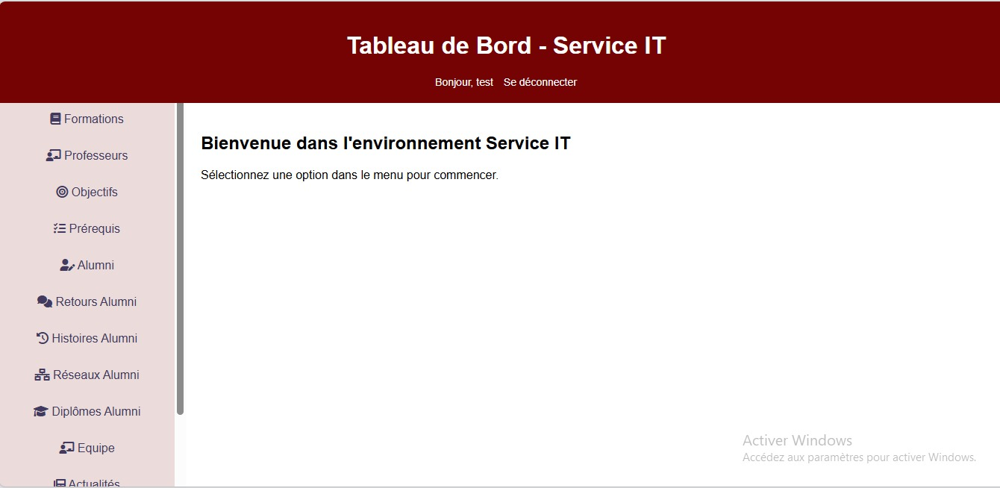 Tableau de Bord - Service IT
Bonjour, test Se déconnecter
Formations
Professeurs
Objectifs
Prérequis
Alumni
Retours Alumni
Histoires Alumni
Réseaux Alumni
Diplômes Alumni
Equipe
Actualités
Bienvenue dans l'environnement Service IT
Sélectionnez une option dans le menu pour commencer.
Activer Windows
Accédez aux paramètres pour activer Windows.